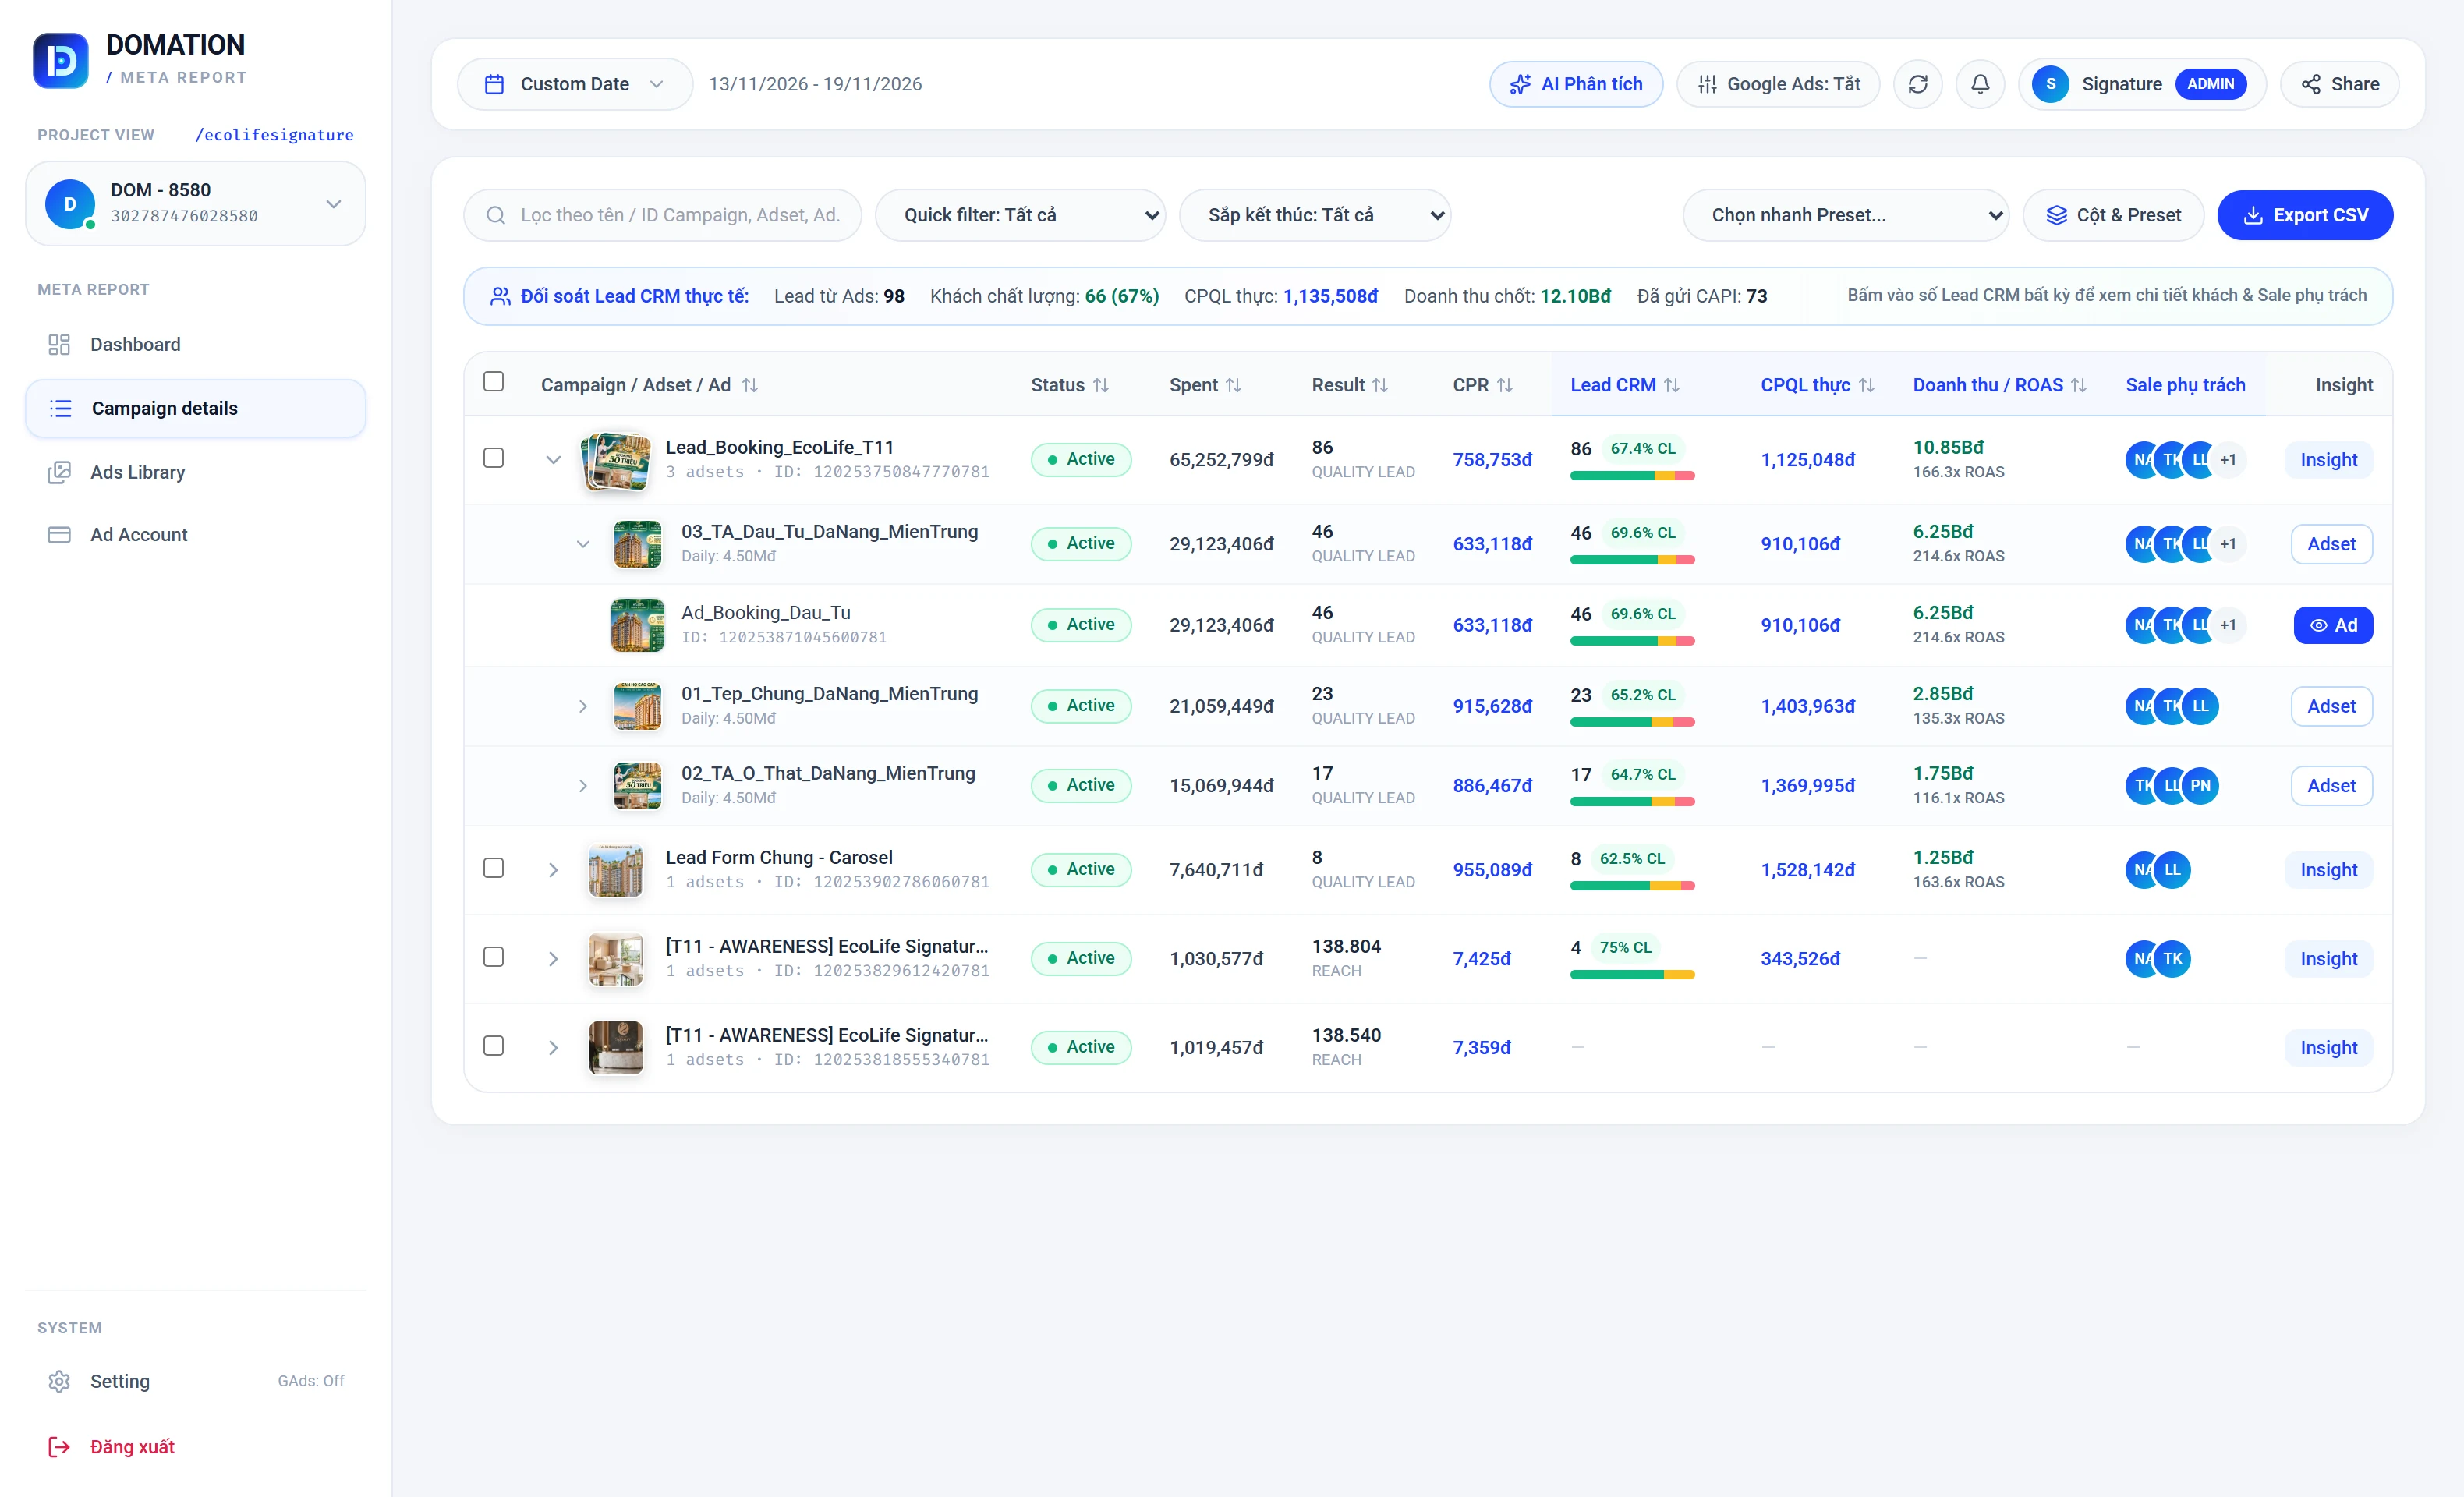 DOMATION
/ META REPORT
PROJECT VIEW /ecolifesignature
D DOM - 8580
302787476028580
META REPORT
Dashboard
Campaign details
Ads Library
Ad Account
SYSTEM
Setting GAds: Off
Đăng xuất
Custom Date 13/11/2026 - 19/11/2026 AI Phân tích Google Ads: Tắt S Signature ADMIN Share
Lọc theo tên / ID Campaign, Adset, Ad. Quick filter: Tất cả Sắp kết thúc: Tất cả Chọn nhanh Preset... Cột & Preset Export CSV
Đối soát Lead CRM thực tế: Lead từ Ads: 98 Khách chất lượng: 66 (67%) CPQL thực: 1,135,508đ Doanh thu chốt: 12.10Bđ Đã gửi CAPI: 73 Bấm vào số Lead CRM bất kỳ để xem chi tiết khách & Sale phụ trách
Campaign / Adset / Ad Status Spent Result CPR Lead CRM CPQL thực Doanh thu / ROAS Sale phụ trách Insight
Lead_Booking_EcoLife_T11 Active 65,252,799đ 86 758,753đ 86 67.4% CL 1,125,048đ 10.85Bđ NA TK LL +1 Insight
3 adsets · ID: 120253750847770781 QUALITY LEAD 166.3x ROAS
03_TA_Dau_Tu_DaNang_MienTrung Active 29,123,406đ 46 633,118đ 46 69.6% CL 910,106đ 6.25Bđ NA TK LL +1 Adset
Daily: 4.50Mđ QUALITY LEAD 214.6x ROAS
Ad_Booking_Dau_Tu Active 29,123,406đ 46 633,118đ 46 69.6% CL 910,106đ 6.25Bđ NA TK LL +1 Ad
ID: 120253871045600781 QUALITY LEAD 214.6x ROAS
01_Tep_Chung_DaNang_MienTrung Active 21,059,449đ 23 915,628đ 23 65.2% CL 1,403,963đ 2.85Bđ NA TK LL Adset
Daily: 4.50Mđ QUALITY LEAD 135.3x ROAS
02_TA_O_That_DaNang_MienTrung Active 15,069,944đ 17 886,467đ 17 64.7% CL 1,369,995đ 1.75Bđ TK LL PN Adset
Daily: 4.50Mđ QUALITY LEAD 116.1x ROAS
Lead Form Chung - Carosel Active 7,640,711đ 8 955,089đ 8 62.5% CL 1,528,142đ 1.25Bđ NA LL Insight
1 adsets · ID: 120253902786060781 QUALITY LEAD 163.6x ROAS
[T11 - AWARENESS] EcoLife Signatur... Active 1,030,577đ 138.804 7,425đ 4 75% CL 343,526đ — NA TK Insight
1 adsets · ID: 120253829612420781 REACH
[T11 - AWARENESS] EcoLife Signatur... Active 1,019,457đ 138.540 7,359đ — — — — Insight
1 adsets · ID: 120253818555340781 REACH